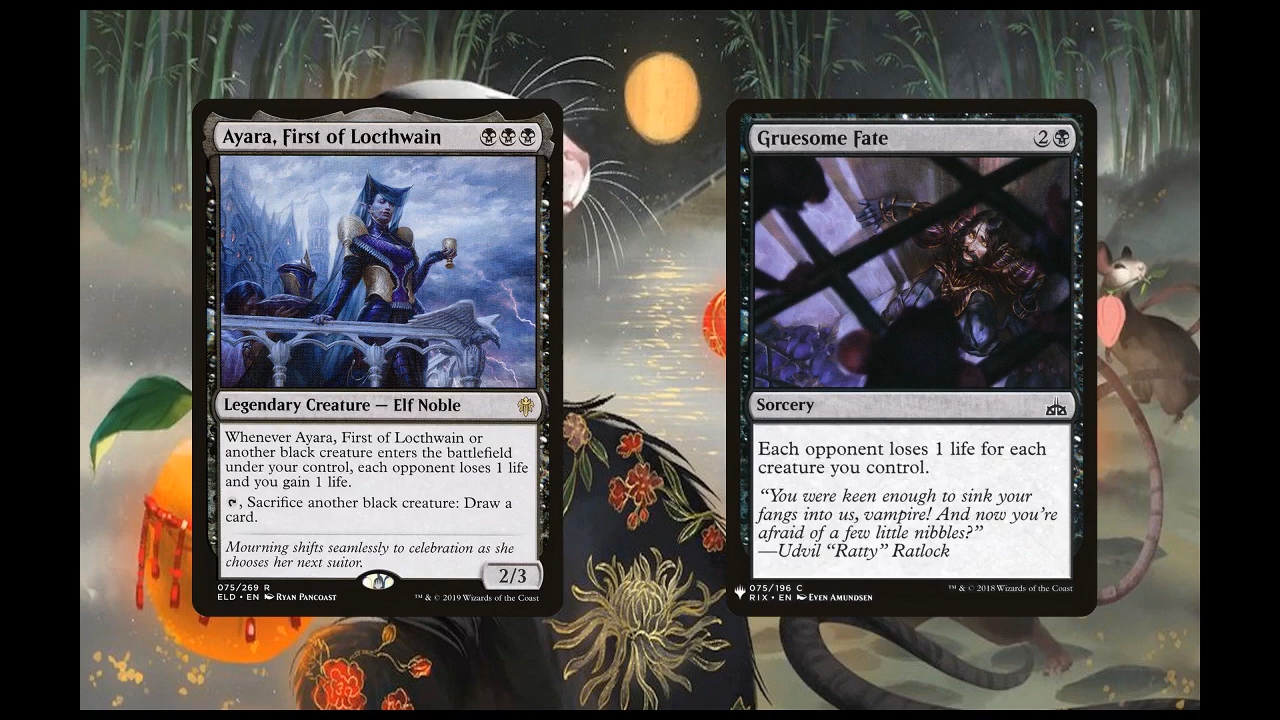 Ayara, First of Locthwain
Legendary Creature — Elf Noble
Whenever Ayara, First of Locthwain or
another black creature enters the battlefield
under your control, each opponent loses 1 life
and you gain 1 life.
, Sacrifice another black creature: Draw a
card.
Mourning shifts seamlessly to celebration as she
chooses her next suitor.
2/3
075/269 R
ELD • EN Ryan Pancoast
™ & © 2019 Wizards of the Coast
Gruesome Fate 2
Sorcery
Each opponent loses 1 life for each
creature you control.
“You were keen enough to sink your
fangs into us, vampire! And now you’re
afraid of a few little nibbles?”
—Udvil “Ratty” Ratlock
075/196 C
RIX • EN Even Amundsen
™ & © 2018 Wizards of the Coast